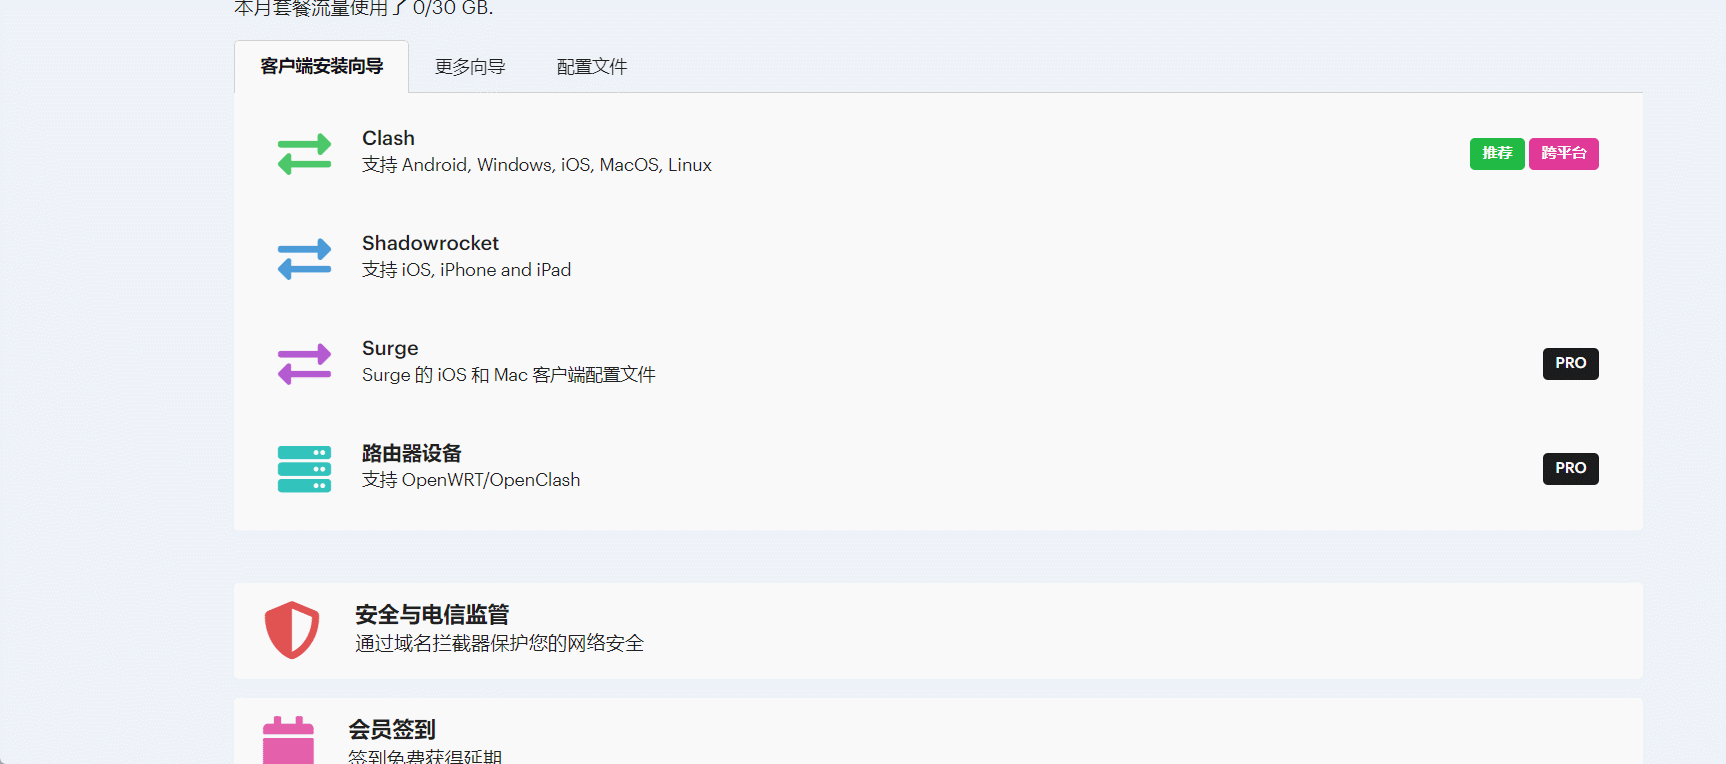 本月套餐流量使用了 0/30 GB.
客户端安装向导
更多向导
配置文件
Clash
支持 Android, Windows, iOS, MacOS, Linux
推荐
跨平台
Shadowrocket
支持 iOS, iPhone and iPad
Surge
Surge 的 iOS 和 Mac 客户端配置文件
PRO
路由器设备
支持 OpenWRT/OpenClash
PRO
安全与电信监管
通过域名拦截器保护您的网络安全
会员签到
签到免费获得延期